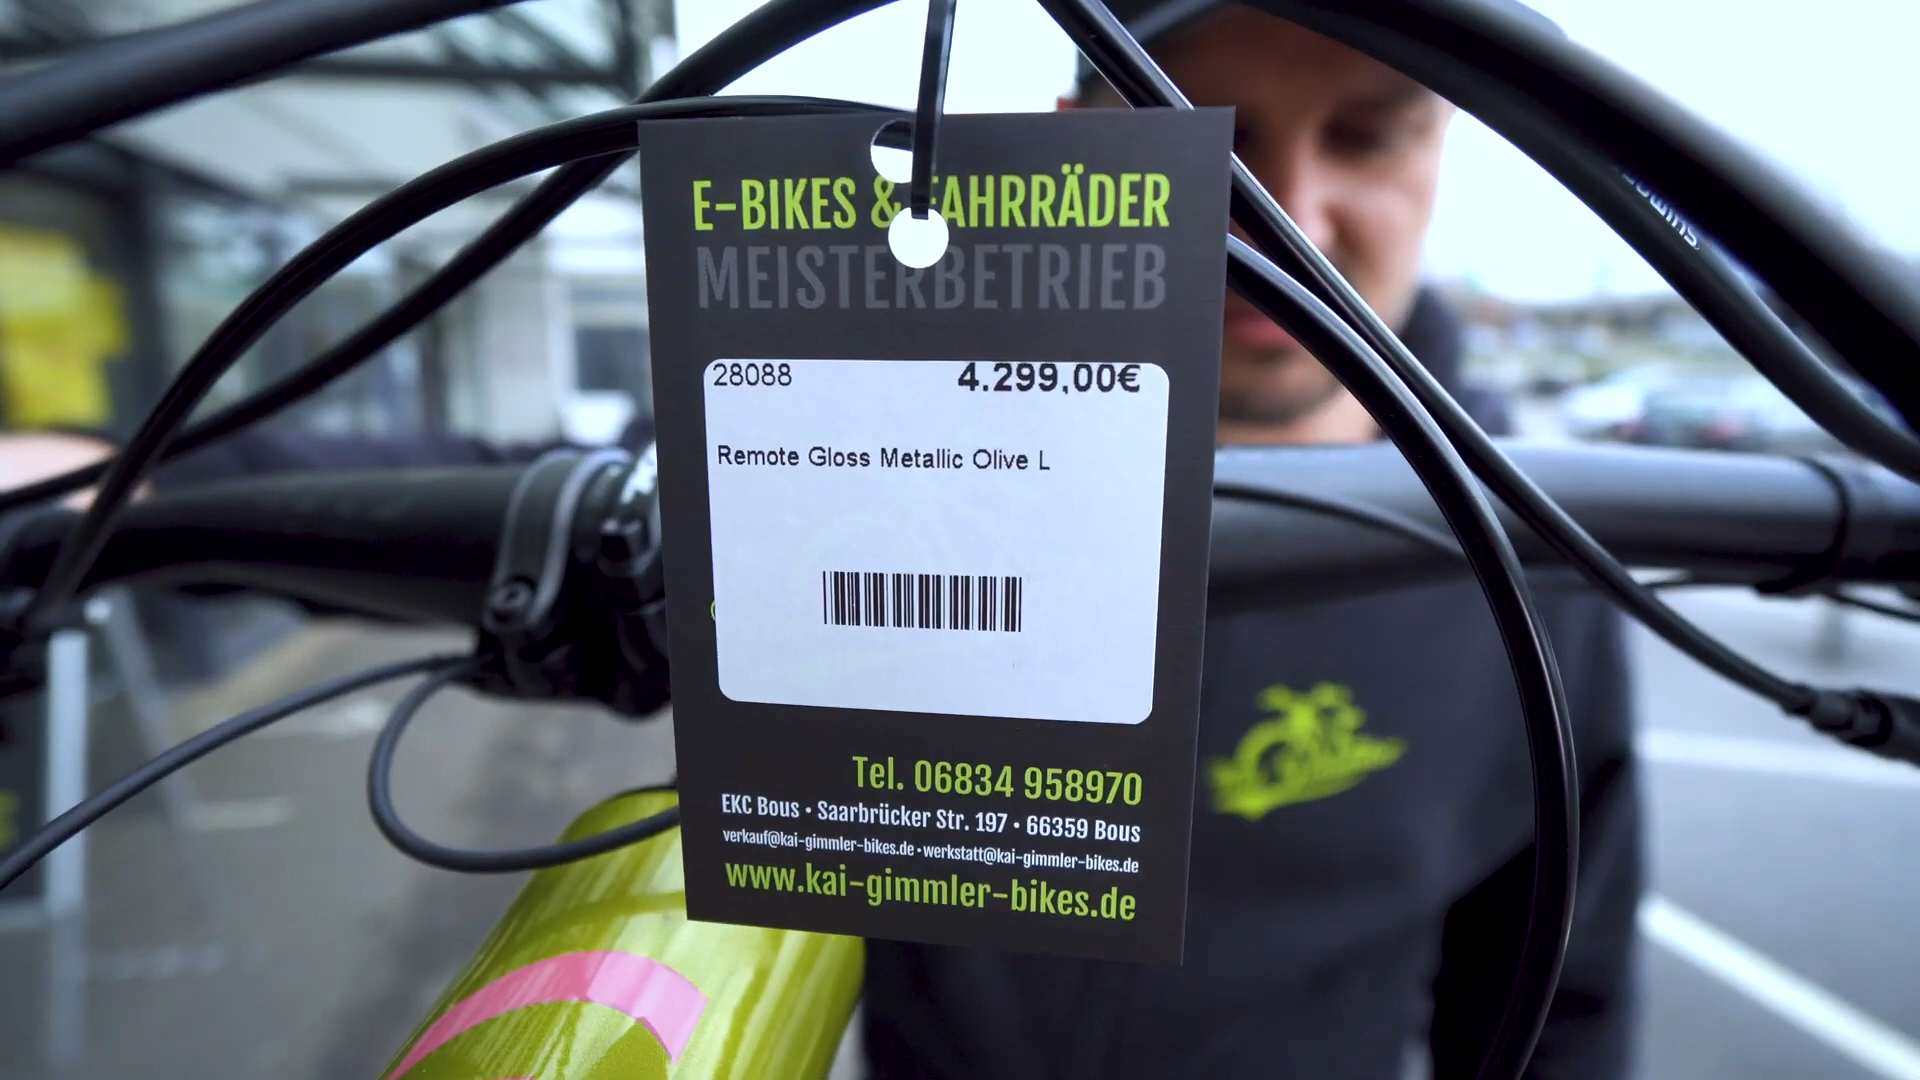 E-BIKES & FAHRRÄDER
MEISTERBETRIEB
28088 4.299,00€
Remote Gloss Metallic Olive L
Tel. 06834 958970
EKC Bous • Saarbrücker Str. 197 • 66359 Bous
verkauf@kai-gimmler-bikes.de • werkstatt@kai-gimmler-bikes.de
www.kai-gimmler-bikes.de